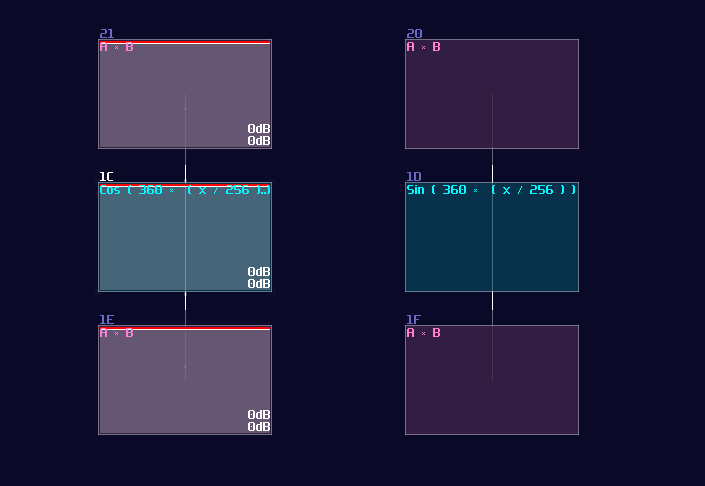 21
A × B
0dB
0dB
20
A × B
1C
Cos ( 360 × ( x / 256 )…)
0dB
0dB
1D
Sin ( 360 × ( x / 256 ) )
1E
A × B
0dB
0dB
1F
A × B